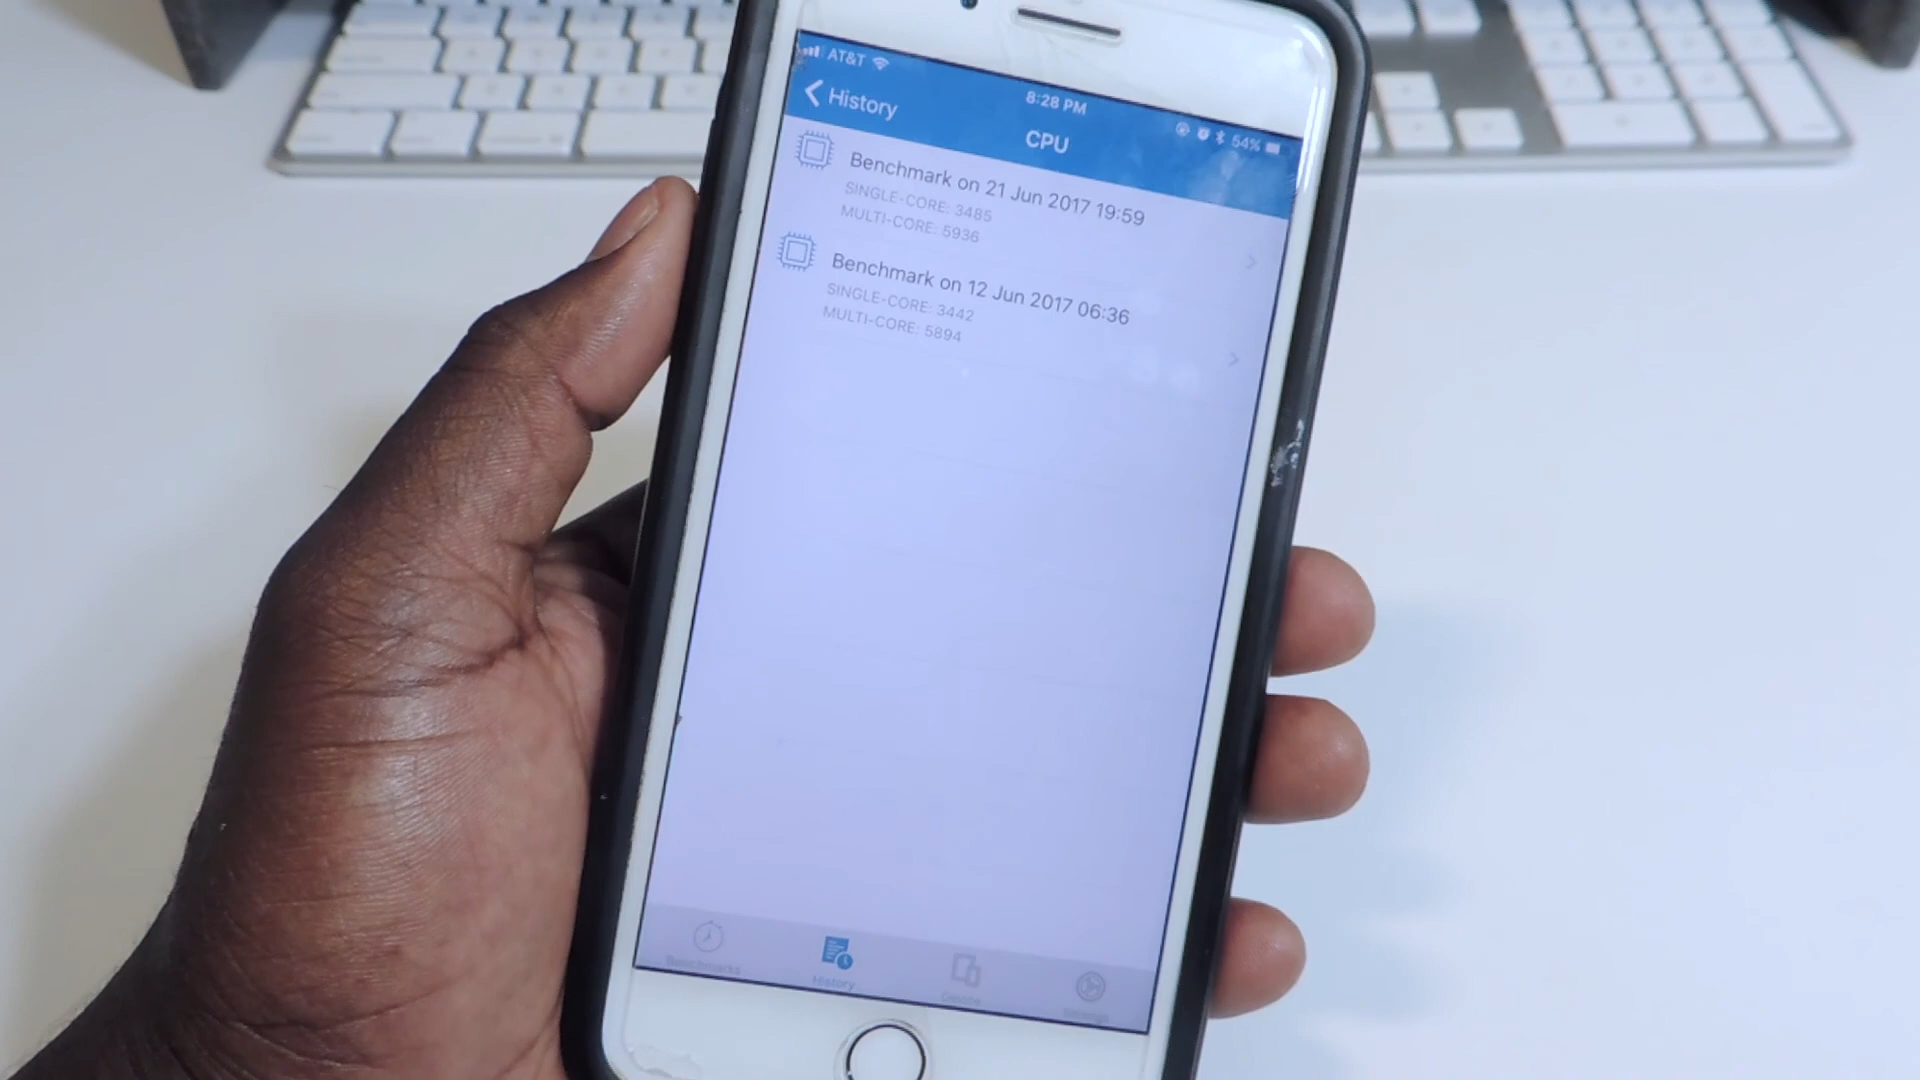 AT&T
8:28 PM
54%
History
CPU
Benchmark on 21 Jun 2017 19:59
SINGLE-CORE: 3485
MULTI-CORE: 5936
Benchmark on 12 Jun 2017 06:36
SINGLE-CORE: 3442
MULTI-CORE: 5894
Benchmarks
History